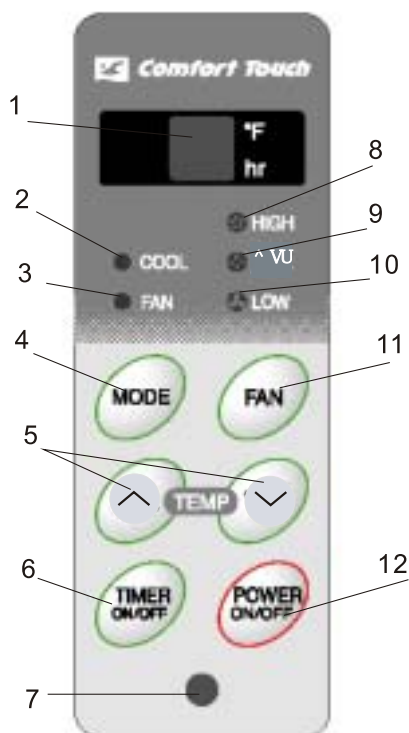 Comfort Touch
1
°F
hr
8
HIGH
2
9
COOL
^ VU
3
10
FAN
LOW
4
11
MODE
FAN
5
TEMP
6
TIMER
ON/OFF
POWER
ON/OFF
12
7